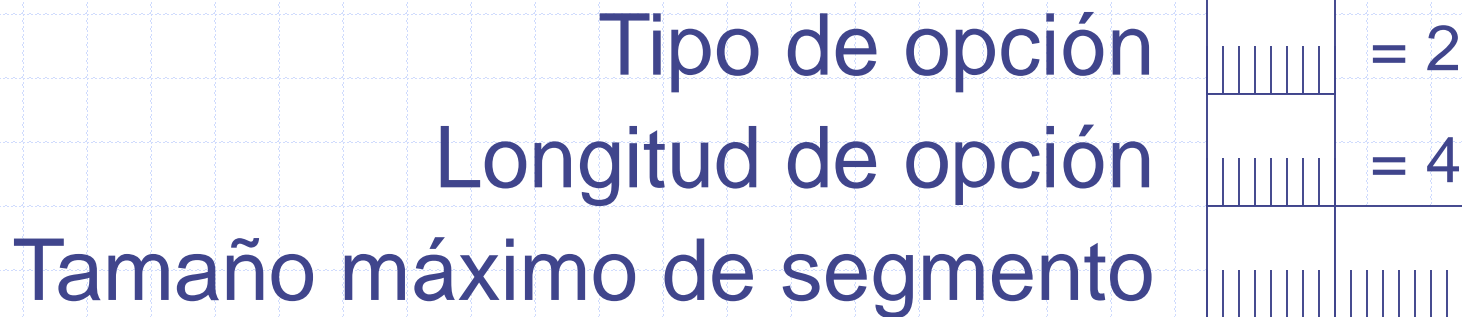 Tipo de opción = 2
Longitud de opción = 4
Tamaño máximo de segmento